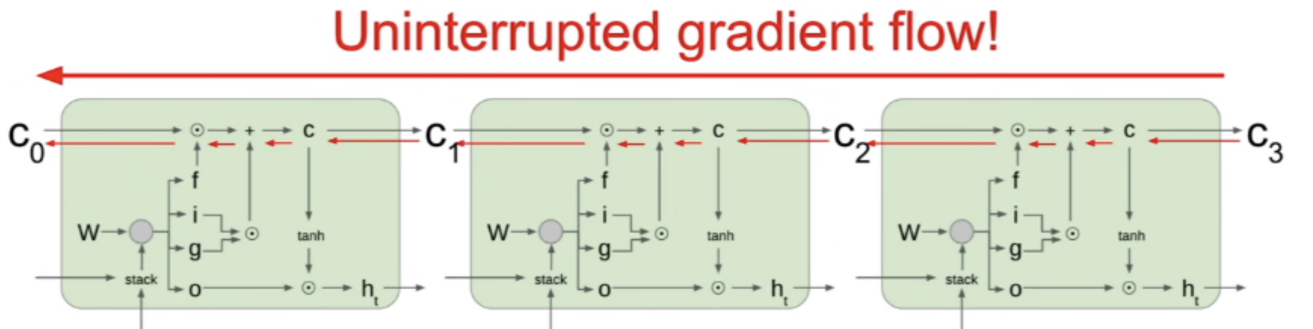 Uninterrupted gradient flow!
C₀ ⊙ + c C₁ ⊙ + c C₂ ⊙ + c C₃
f f f
i i i
W ⊙ tanh W ⊙ tanh W ⊙ tanh
g g g
stack stack stack
o ⊙ hₜ o ⊙ hₜ o ⊙ hₜ